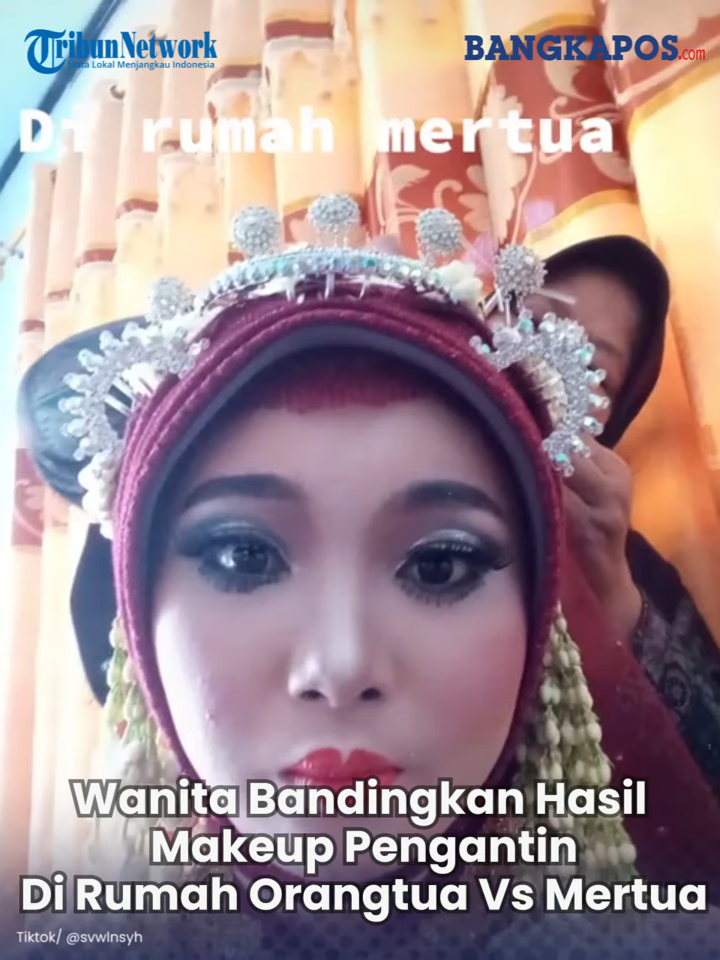 TribunNetwork
BANGKAPOS.com
Data Lokal Menjangkau Indonesia
Di rumah mertua
Wanita Bandingkan Hasil
Makeup Pengantin
Di Rumah Orangtua Vs Mertua
Tiktok/ @svwlnsyh